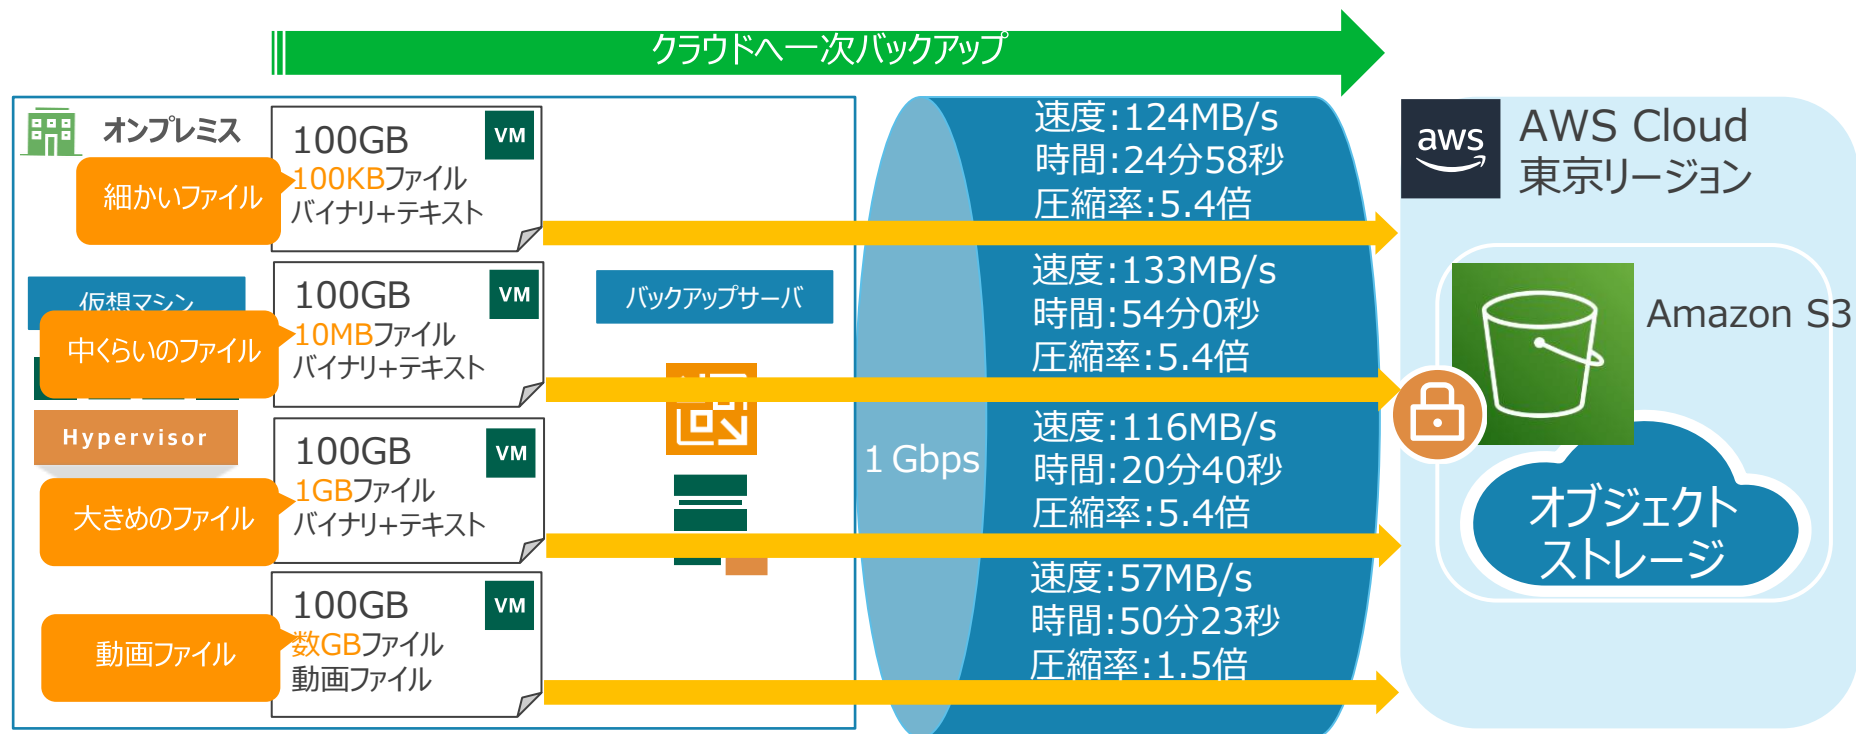 クラウドへ一次バックアップ
オンプレミス
細かいファイル
100GB
100KBファイル
バイナリ+テキスト
VM
速度:124MB/s
時間:24分58秒
圧縮率:5.4倍
aws
AWS Cloud
東京リージョン
仮想マシン
中くらいのファイル
100GB
10MBファイル
バイナリ+テキスト
VM
バックアップサーバ
速度:133MB/s
時間:54分0秒
圧縮率:5.4倍
Amazon S3
Hypervisor
大きめのファイル
100GB
1GBファイル
バイナリ+テキスト
VM
1 Gbps
速度:116MB/s
時間:20分40秒
圧縮率:5.4倍
オブジェクト
ストレージ
動画ファイル
100GB
数GBファイル
動画ファイル
VM
速度:57MB/s
時間:50分23秒
圧縮率:1.5倍